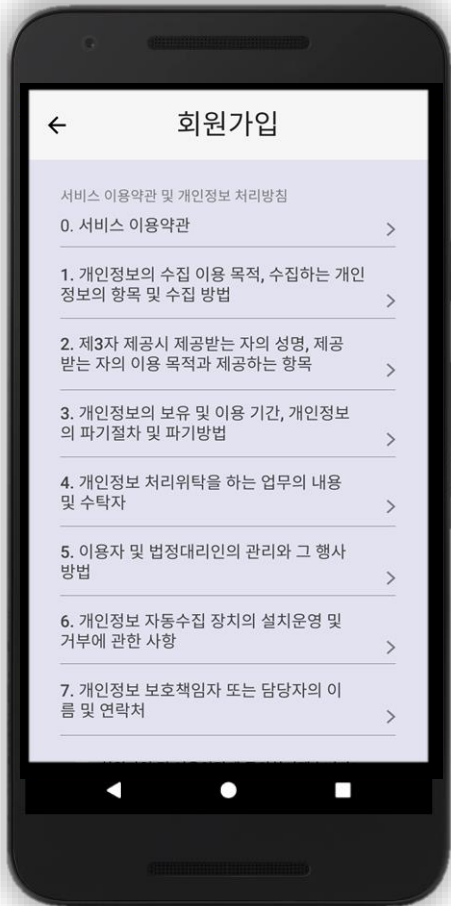 회원가입
서비스 이용약관 및 개인정보 처리방침
0. 서비스 이용약관
1. 개인정보의 수집 이용 목적, 수집하는 개인
정보의 항목 및 수집 방법
2. 제3자 제공시 제공받는 자의 성명, 제공
받는 자의 이용 목적과 제공하는 항목
3. 개인정보의 보유 및 이용 기간, 개인정보
의 파기절차 및 파기방법
4. 개인정보 처리위탁을 하는 업무의 내용
및 수탁자
5. 이용자 및 법정대리인의 관리와 그 행사
방법
6. 개인정보 자동수집 장치의 설치운영 및
거부에 관한 사항
7. 개인정보 보호책임자 또는 담당자의 이
름 및 연락처